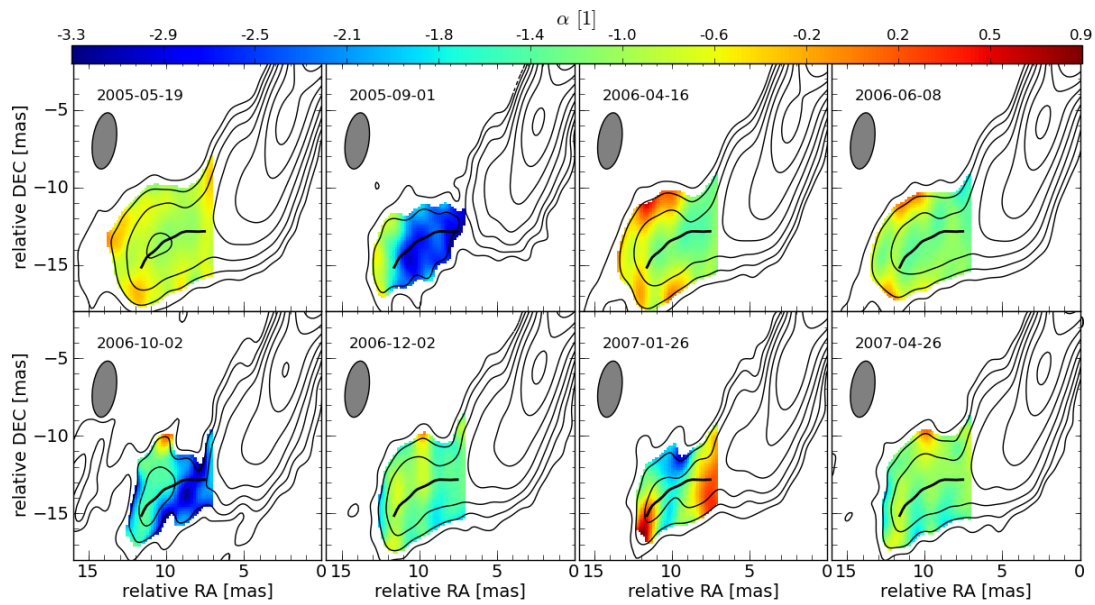 α [1]
-3.3 -2.9 -2.5 -2.1 -1.8 -1.4 -1.0 -0.6 -0.2 0.2 0.5 0.9
2005-05-19 2005-09-01 2006-04-16 2006-06-08
relative DEC [mas]
−5
−10
−15
2006-10-02 2006-12-02 2007-01-26 2007-04-26
relative DEC [mas]
−5
−10
−15
15 10 5 0 15 10 5 0 15 10 5 0 15 10 5 0
relative RA [mas] relative RA [mas] relative RA [mas] relative RA [mas]